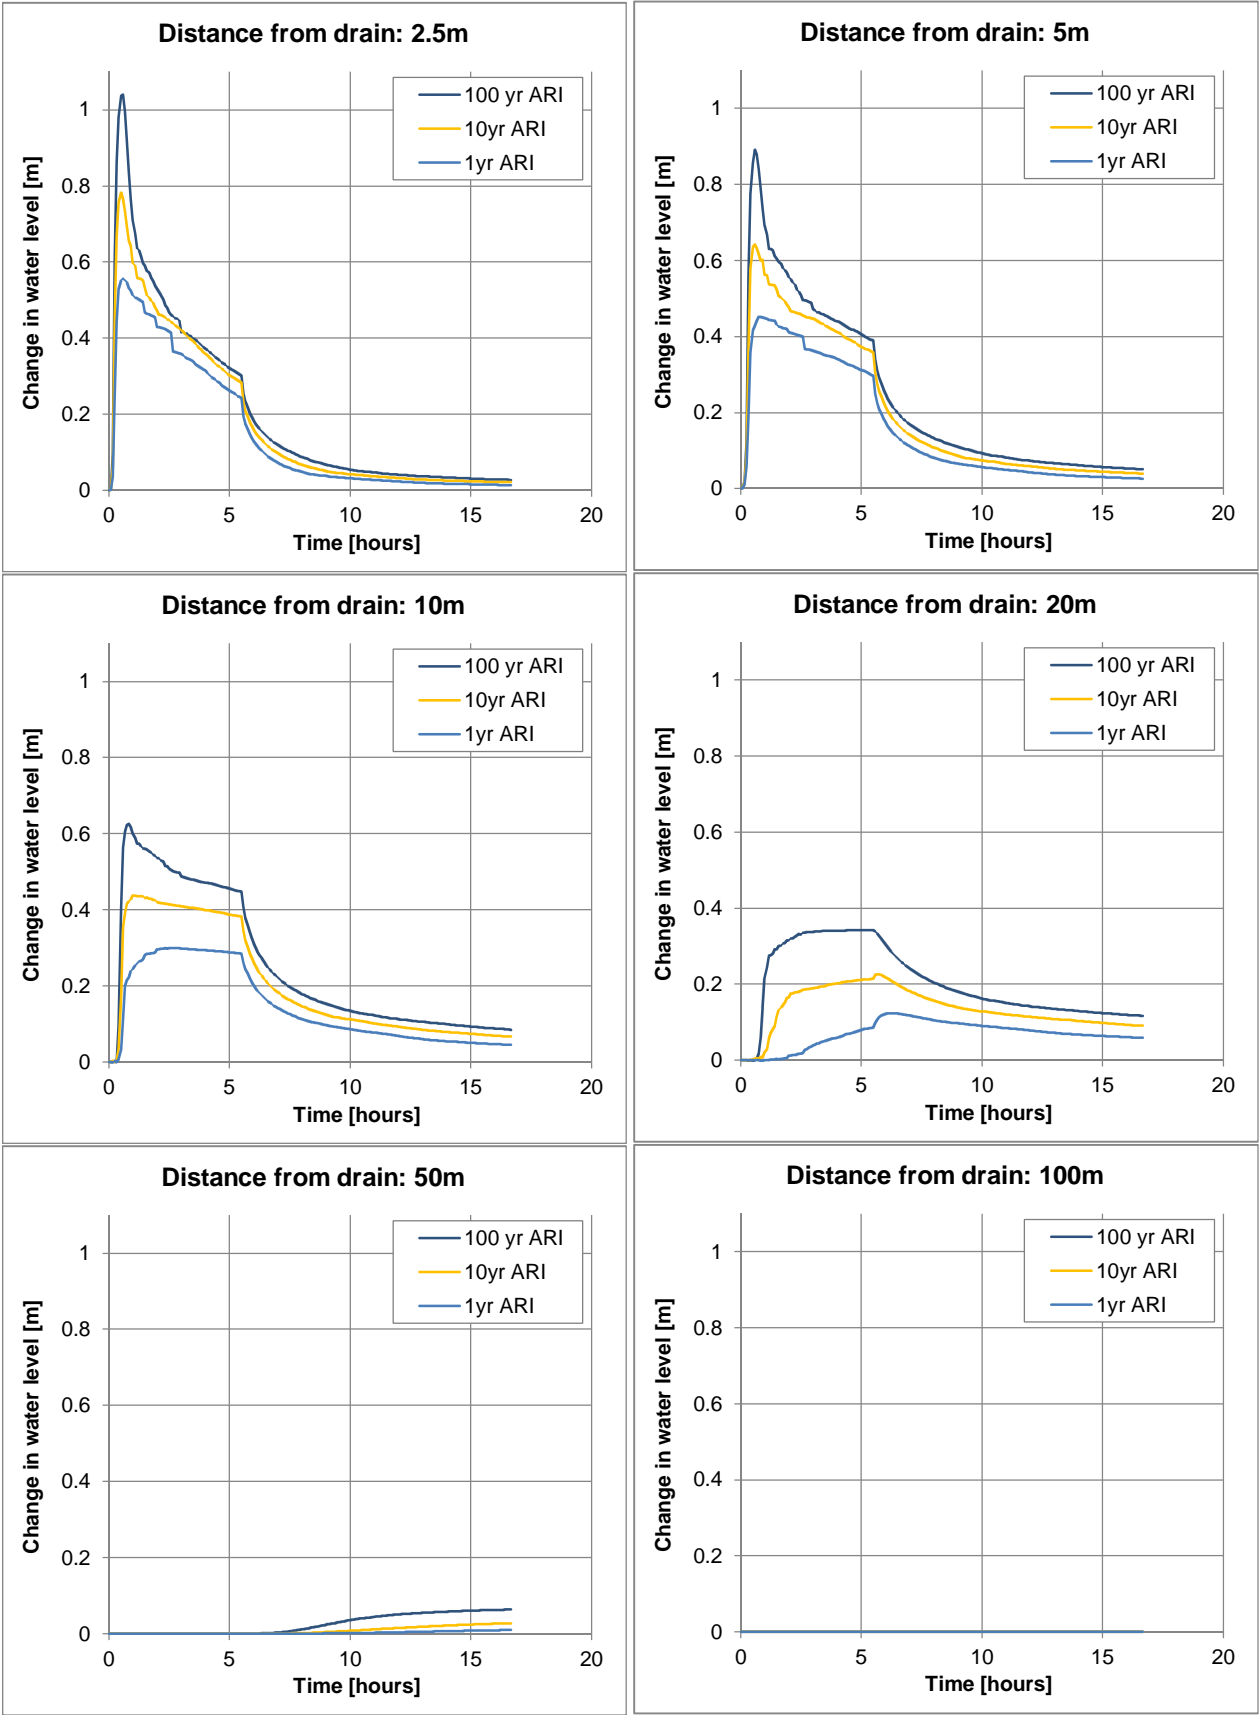 Distance from drain: 2.5m
100 yr ARI
10yr ARI
1yr ARI
Change in water level [m]
1
0.8
0.6
0.4
0.2
0
0 5 10 15 20
Time [hours]
Distance from drain: 5m
100 yr ARI
10yr ARI
1yr ARI
Change in water level [m]
1
0.8
0.6
0.4
0.2
0
0 5 10 15 20
Time [hours]
Distance from drain: 10m
100 yr ARI
10yr ARI
1yr ARI
Change in water level [m]
1
0.8
0.6
0.4
0.2
0
0 5 10 15 20
Time [hours]
Distance from drain: 20m
100 yr ARI
10yr ARI
1yr ARI
Change in water level [m]
1
0.8
0.6
0.4
0.2
0
0 5 10 15 20
Time [hours]
Distance from drain: 50m
100 yr ARI
10yr ARI
1yr ARI
Change in water level [m]
1
0.8
0.6
0.4
0.2
0
0 5 10 15 20
Time [hours]
Distance from drain: 100m
100 yr ARI
10yr ARI
1yr ARI
Change in water level [m]
1
0.8
0.6
0.4
0.2
0
0 5 10 15 20
Time [hours]